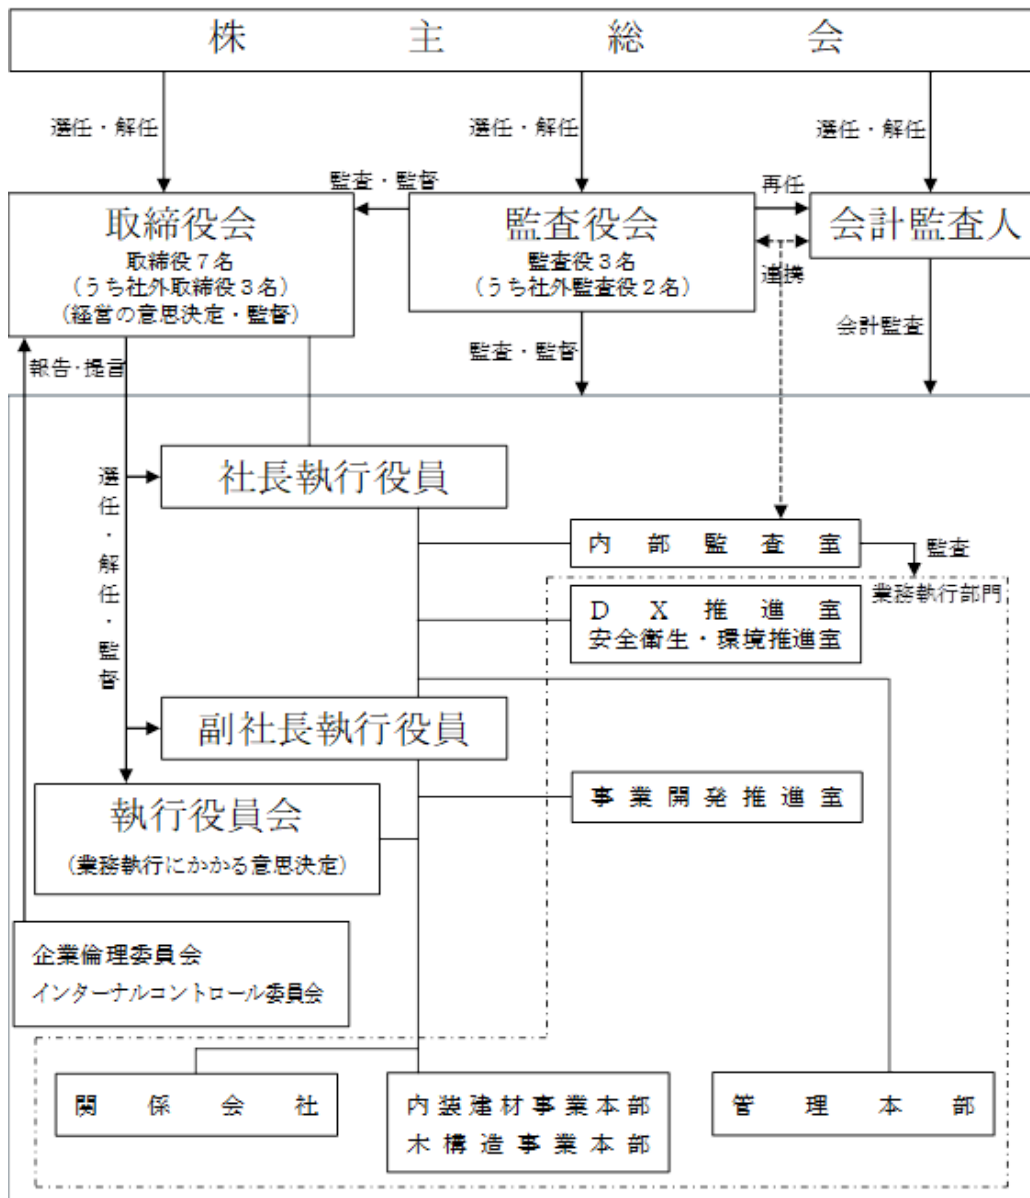 株主総会
選任・解任
選任・解任
選任・解任
監査・監督
再任
取締役会
取締役7名
(うち社外取締役3名)
(経営の意思決定・監督)
監査役会
監査役3名
(うち社外監査役2名)
会計監査人
連携
報告・提言
監査・監督
会計監査
選任・解任・監督
社長執行役員
内部監査室
監査
業務執行部門
DX推進室
安全衛生・環境推進室
副社長執行役員
事業開発推進室
執行役員会
(業務執行にかかる意思決定)
企業倫理委員会
インターナルコントロール委員会
関係会社
内装建材事業本部
木構造事業本部
管理本部